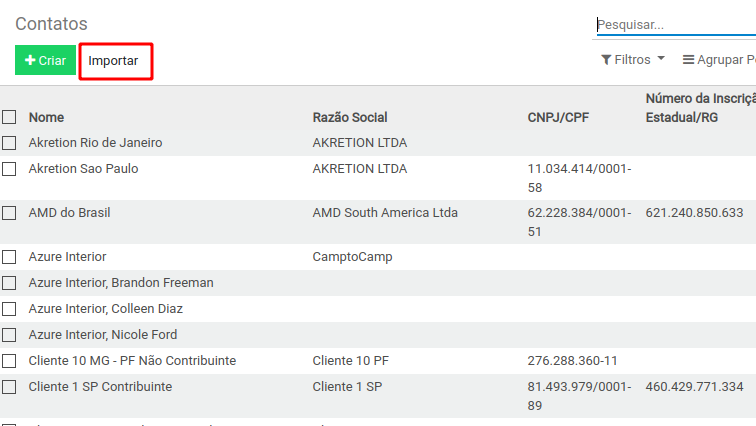 Contatos
Pesquisar...
Criar Importar
Filtros Agrupar P
Número da Inscriçã
Nome Razão Social CNPJ/CPF Estadual/RG
Akretion Rio de Janeiro AKRETION LTDA
Akretion Sao Paulo AKRETION LTDA 11.034.414/0001-
58
AMD do Brasil AMD South America Ltda 62.228.384/0001- 621.240.850.633
51
Azure Interior CamptoCamp
Azure Interior, Brandon Freeman
Azure Interior, Colleen Diaz
Azure Interior, Nicole Ford
Cliente 10 MG - PF Não Contribuinte Cliente 10 PF 276.288.360-11
Cliente 1 SP Contribuinte Cliente 1 SP 81.493.979/0001- 460.429.771.334
89